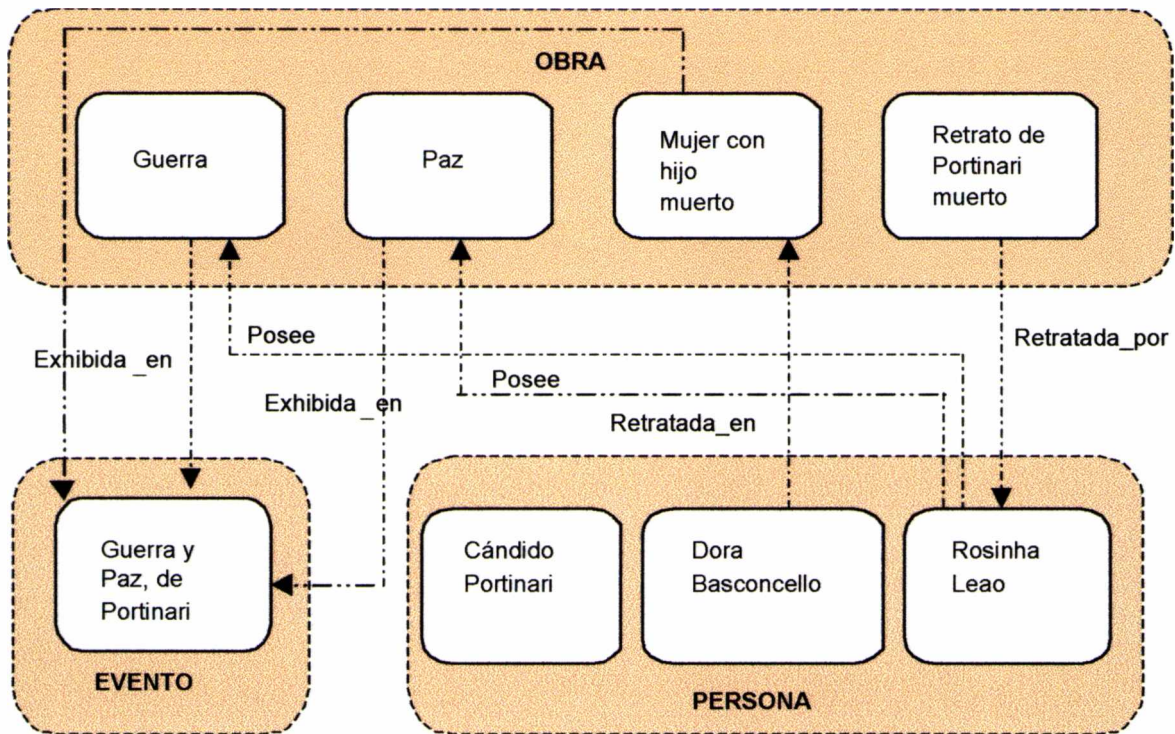 OBRA
Guerra
Paz
Mujer con
hijo
muerto
Retrato de
Portinari
muerto
Exhibida _en
Posee
Exhibida _en
Posee
Retratada_en
Retratada_por
Guerra y
Paz, de
Portinari
EVENTO
Cándido
Portinari
Dora
Basconcello
Rosinha
Leao
PERSONA